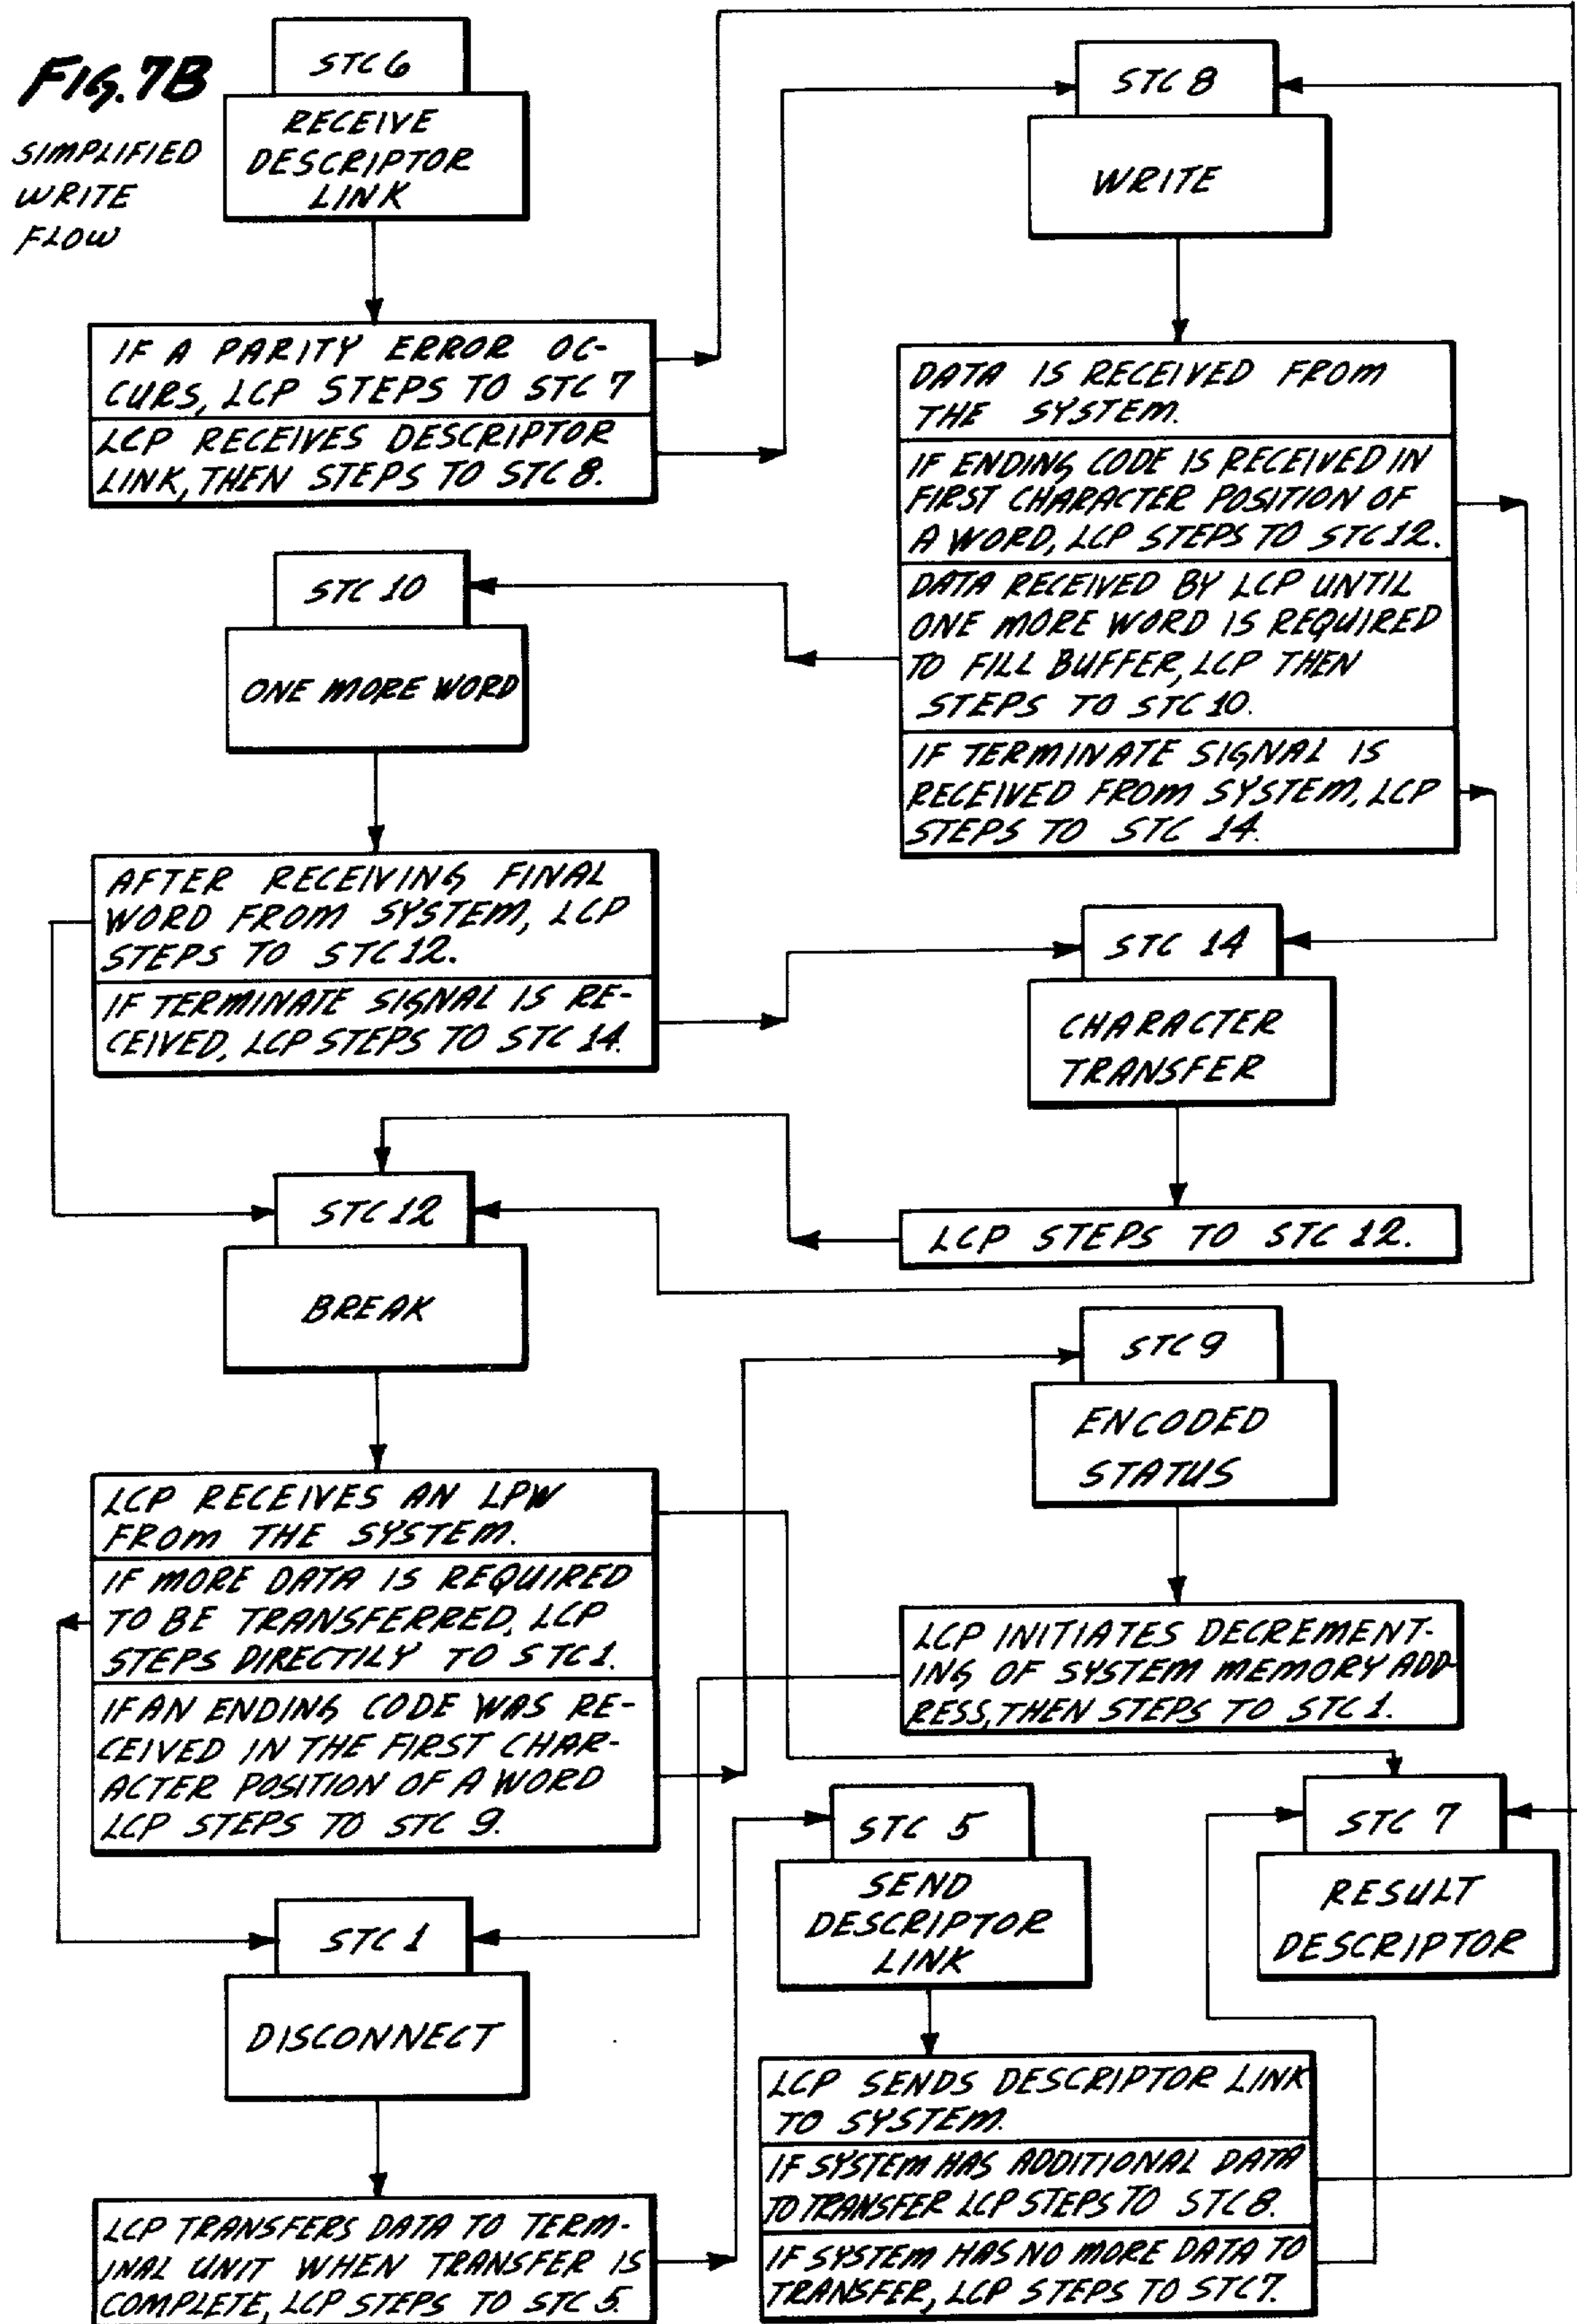 FIG. 7B
SIMPLIFIED
WRITE
FLOW
STC 6
RECEIVE
DESCRIPTOR
LINK
IF A PARITY ERROR OC-
CURS, LCP STEPS TO STC 7
LCP RECEIVES DESCRIPTOR
LINK, THEN STEPS TO STC 8.
STC 8
WRITE
DATA IS RECEIVED FROM
THE SYSTEM.
IF ENDING CODE IS RECEIVED IN
FIRST CHARACTER POSITION OF
A WORD, LCP STEPS TO STC 12.
DATA RECEIVED BY LCP UNTIL
ONE MORE WORD IS REQUIRED
TO FILL BUFFER, LCP THEN
STEPS TO STC 10.
IF TERMINATE SIGNAL IS
RECEIVED FROM SYSTEM, LCP
STEPS TO STC 14.
STC 10
ONE MORE WORD
AFTER RECEIVING FINAL
WORD FROM SYSTEM, LCP
STEPS TO STC 12.
IF TERMINATE SIGNAL IS RE-
CEIVED, LCP STEPS TO STC 14.
STC 14
CHARACTER
TRANSFER
LCP STEPS TO STC 12.
STC 12
BREAK
LCP RECEIVES AN LPW
FROM THE SYSTEM.
IF MORE DATA IS REQUIRED
TO BE TRANSFERRED, LCP
STEPS DIRECTILY TO STC 1.
IF AN ENDING CODE WAS RE-
CEIVED IN THE FIRST CHAR-
ACTER POSITION OF A WORD
LCP STEPS TO STC 9.
STC 9
ENCODED
STATUS
LCP INITIATES DECREMENT-
ING OF SYSTEM MEMORY ADD-
RESS, THEN STEPS TO STC 1.
STC 1
DISCONNECT
LCP TRANSFERS DATA TO TERM-
INAL UNIT WHEN TRANSFER IS
COMPLETE, LCP STEPS TO STC 5.
STC 5
SEND
DESCRIPTOR
LINK
LCP SENDS DESCRIPTOR LINK
TO SYSTEM.
IF SYSTEM HAS ADDITIONAL DATA
TO TRANSFER LCP STEPS TO STC 8.
IF SYSTEM HAS NO MORE DATA TO
TRANSFER, LCP STEPS TO STC 7.
STC 7
RESULT
DESCRIPTOR